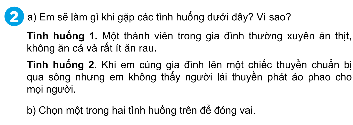 2 a) Em sẽ làm gì khi gặp các tình huống dưới đây? Vì sao?
Tình huống 1. Một thành viên trong gia đình thường xuyên ăn thịt,
không ăn cá và rất ít ăn rau.
Tình huống 2. Khi em cùng gia đình lên một chiếc thuyền chuẩn bị
qua sông nhưng em không thấy người lái thuyền phát áo phao cho
mọi người.
b) Chọn một trong hai tình huống trên để đóng vai.